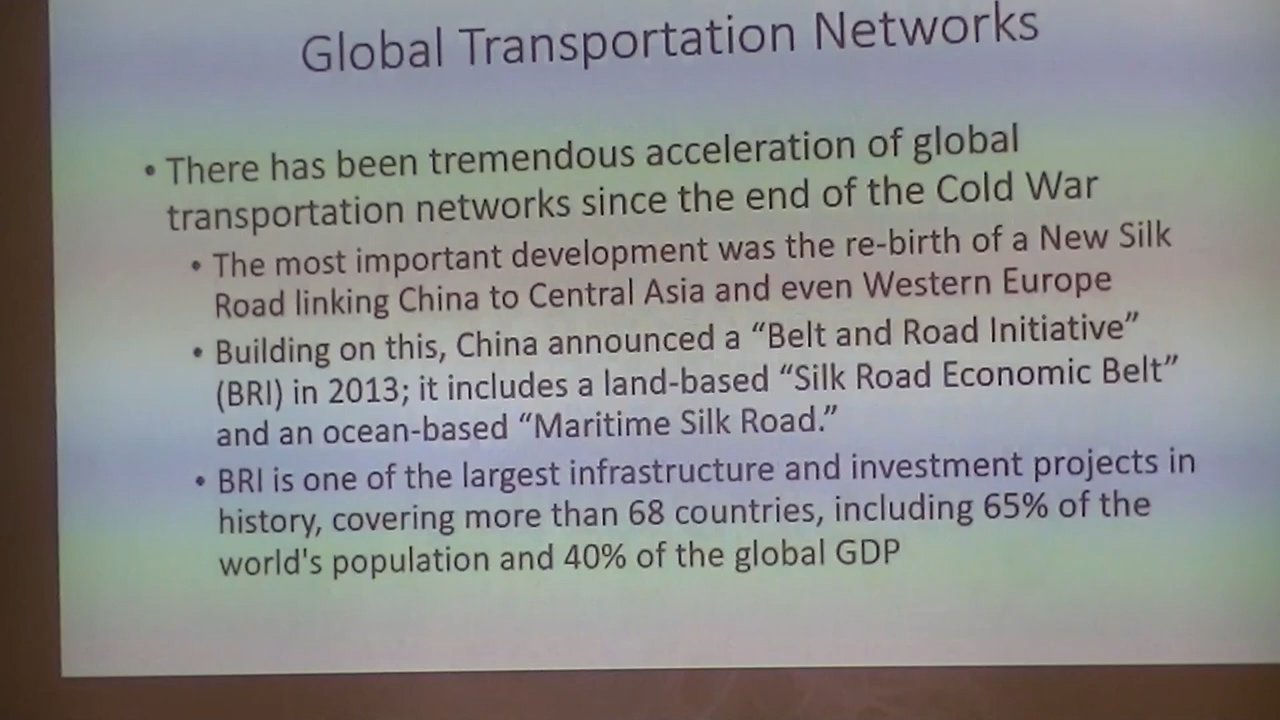 Global Transportation Networks
• There has been tremendous acceleration of global
transportation networks since the end of the Cold War
• The most important development was the re-birth of a New Silk
Road linking China to Central Asia and even Western Europe
• Building on this, China announced a “Belt and Road Initiative”
(BRI) in 2013; it includes a land-based “Silk Road Economic Belt”
and an ocean-based “Maritime Silk Road.”
• BRI is one of the largest infrastructure and investment projects in
history, covering more than 68 countries, including 65% of the
world's population and 40% of the global GDP